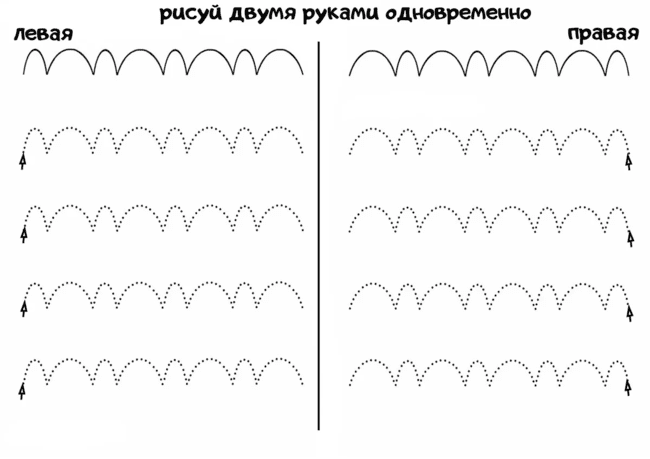 рисуй двумя руками одновременно
левая
правая